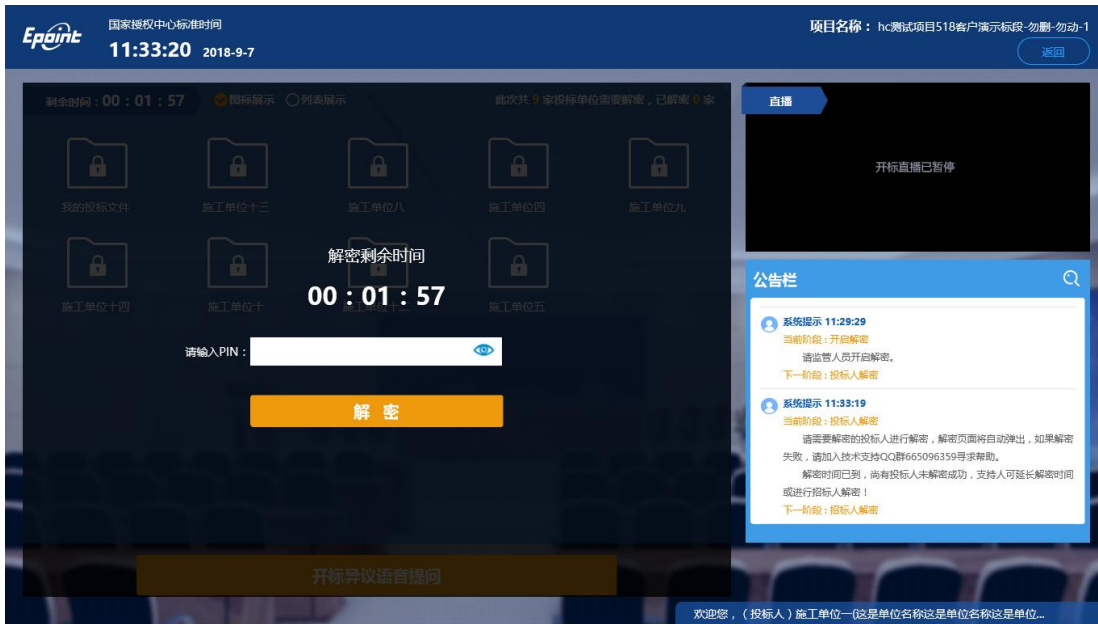 Epoint
国家授权中心标准时间
11:33:20 2018-9-7
项目名称：hc测试项目518客户演示标段-勿删-勿动-1
返回
剩余时间：00：01：57 图标展示 列表展示 此次共 9 家投标单位需要解密，已解密 0 家
我的投标文件 施工单位十三 施工单位八 施工单位四 施工单位九
施工单位十四 施工单位十 施工单位五
解密剩余时间
00：01：57
请输入PIN：
解 密
开标异议语音提问
直播
开标直播已暂停
公告栏
系统提示 11:29:29
当前阶段：开启解密
请监管人员开启解密。
下一阶段：投标人解密
系统提示 11:33:19
当前阶段：投标人解密
请需要解密的投标人进行解密，解密页面将自动弹出，如果解密
失败，请加入技术支持QQ群665096359寻求帮助。
解密时间已到，尚有投标人未解密成功，支持人可延长解密时间
或进行招标人解密！
下一阶段：招标人解密
欢迎您，（投标人）施工单位一(这是单位名称这是单位名称这是单位...